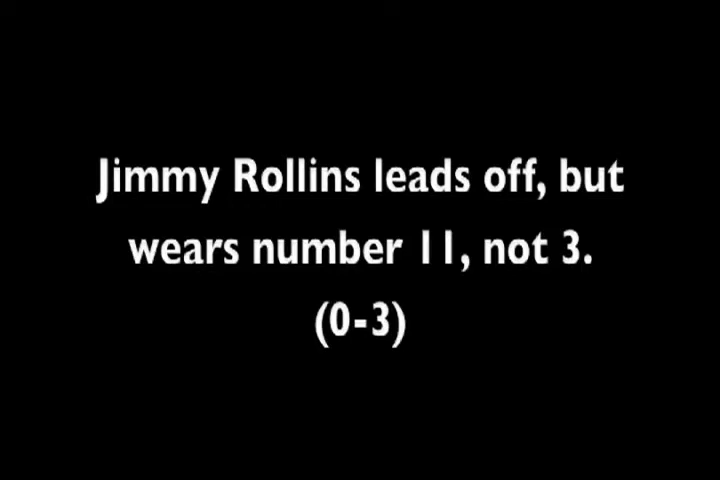 Jimmy Rollins leads off, but
wears number 11, not 3.
(0-3)